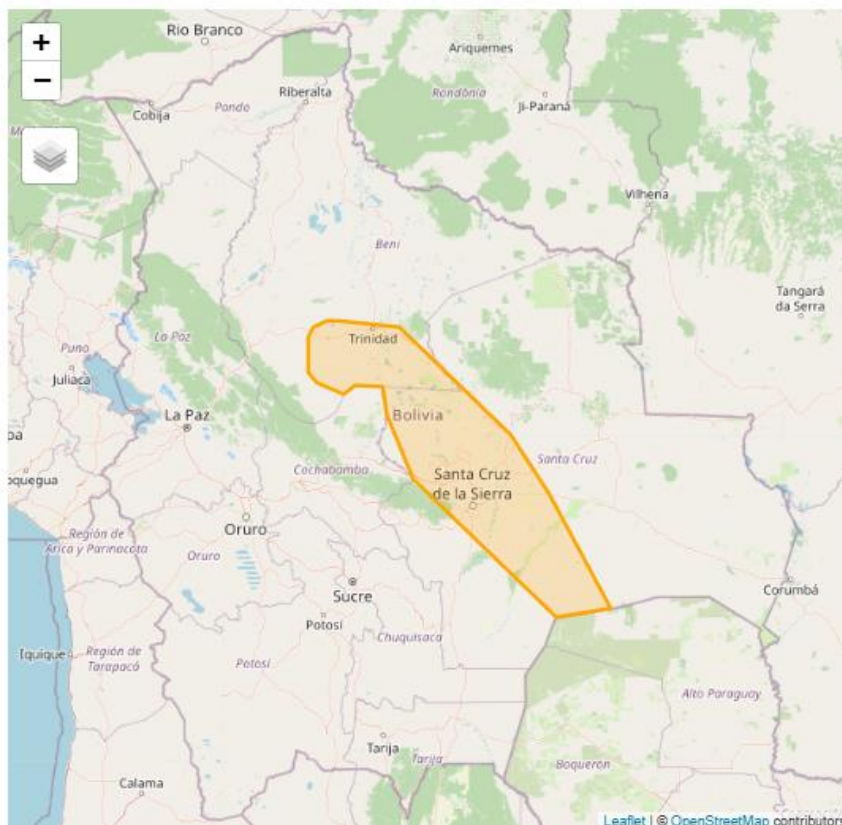 +
−
Rio Branco
Ariquemes
Cobija
Pando
Riberalta
Rondônia
Ji-Paraná
Vilhena
Beni
Tangará
da Serra
Trinidad
La Paz
Puno
Juliaca
La Paz
Bolivia
Cochabamba
Santa Cruz
de la Sierra
Santa Cruz
oquegua
Oruro
Región de
Arica y Parinacota
Oruro
Sucre
Corumbá
Potosí
Chuquisaca
Iquique
Región de
Tarapacá
Potosí
Alto Paraguay
Tarija
Tarija
Boquerón
Calama
Leaflet | © OpenStreetMap contributors